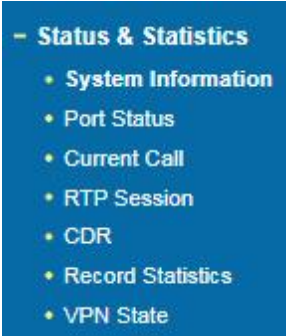 − Status & Statistics
• System Information
• Port Status
• Current Call
• RTP Session
• CDR
• Record Statistics
• VPN State